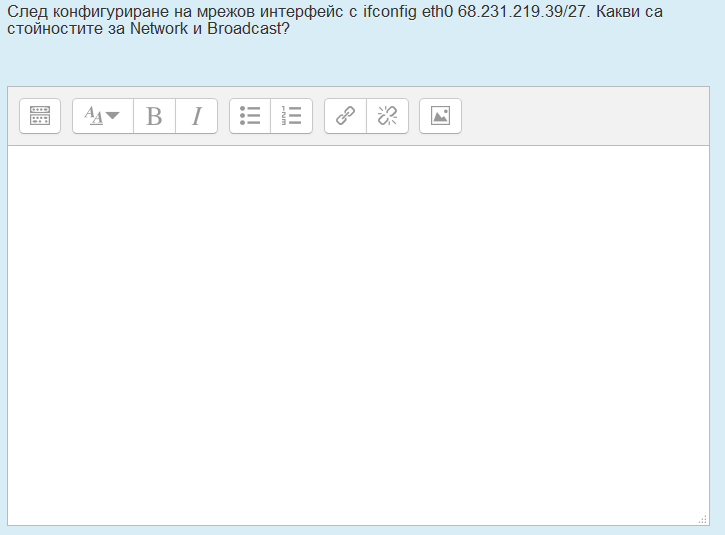 След конфигуриране на мрежов интерфейс с ifconfig eth0 68.231.219.39/27. Какви са
стойностите за Network и Broadcast?